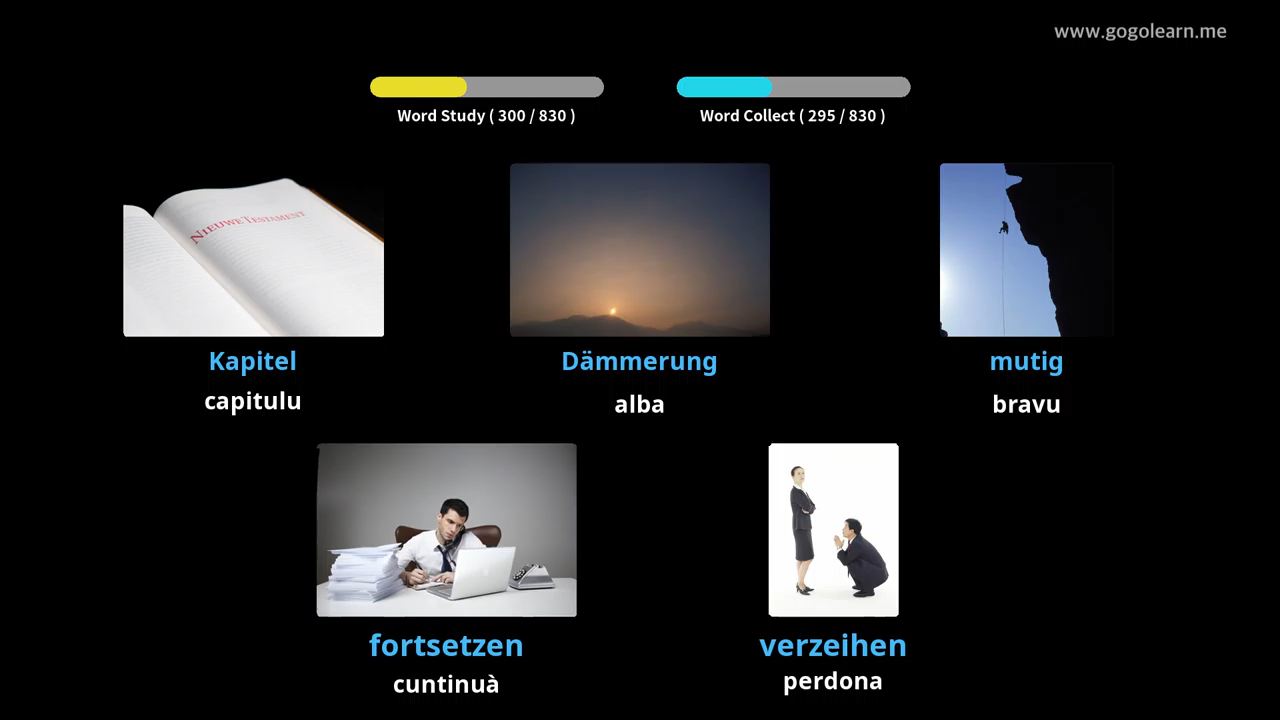 www.gogolearn.me
Word Study ( 300 / 830 )
Word Collect ( 295 / 830 )
NIEUWE TESTAMENT
Kapitel
capitulu
Dämmerung
alba
mutig
bravu
fortsetzen
cuntinuà
verzeihen
perdona